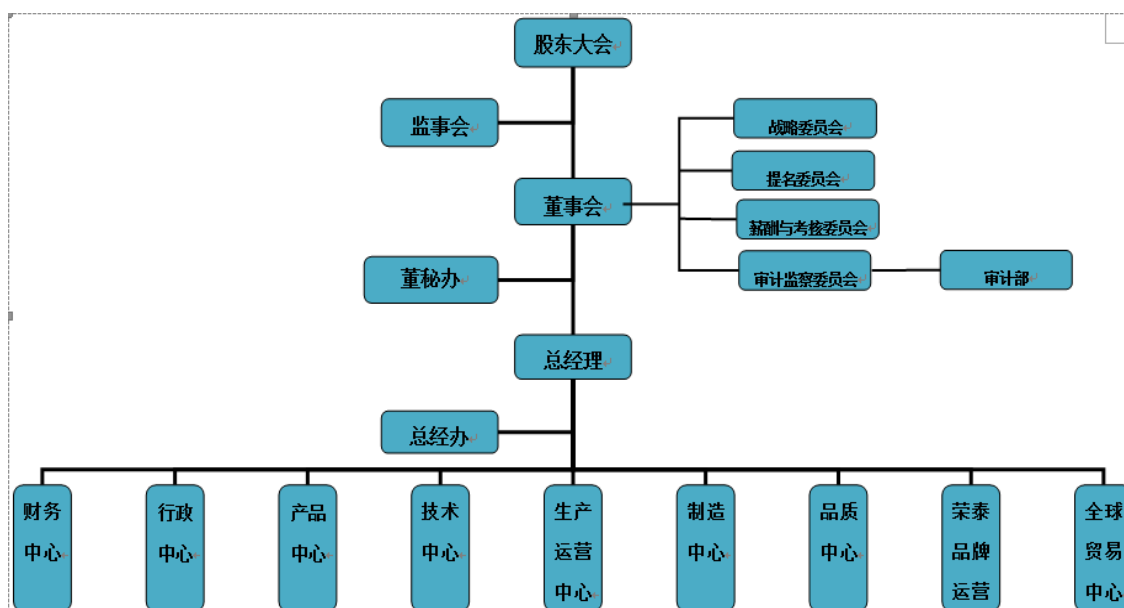 股东大会
监事会
战略委员会
提名委员会
董事会
薪酬与考核委员会
审计监察委员会
审计部
董秘办
总经理
总经办
财务
中心
行政
中心
产品
中心
技术
中心
生产
运营
中心
制造
中心
品质
中心
荣泰
品牌
运营
全球
贸易
中心